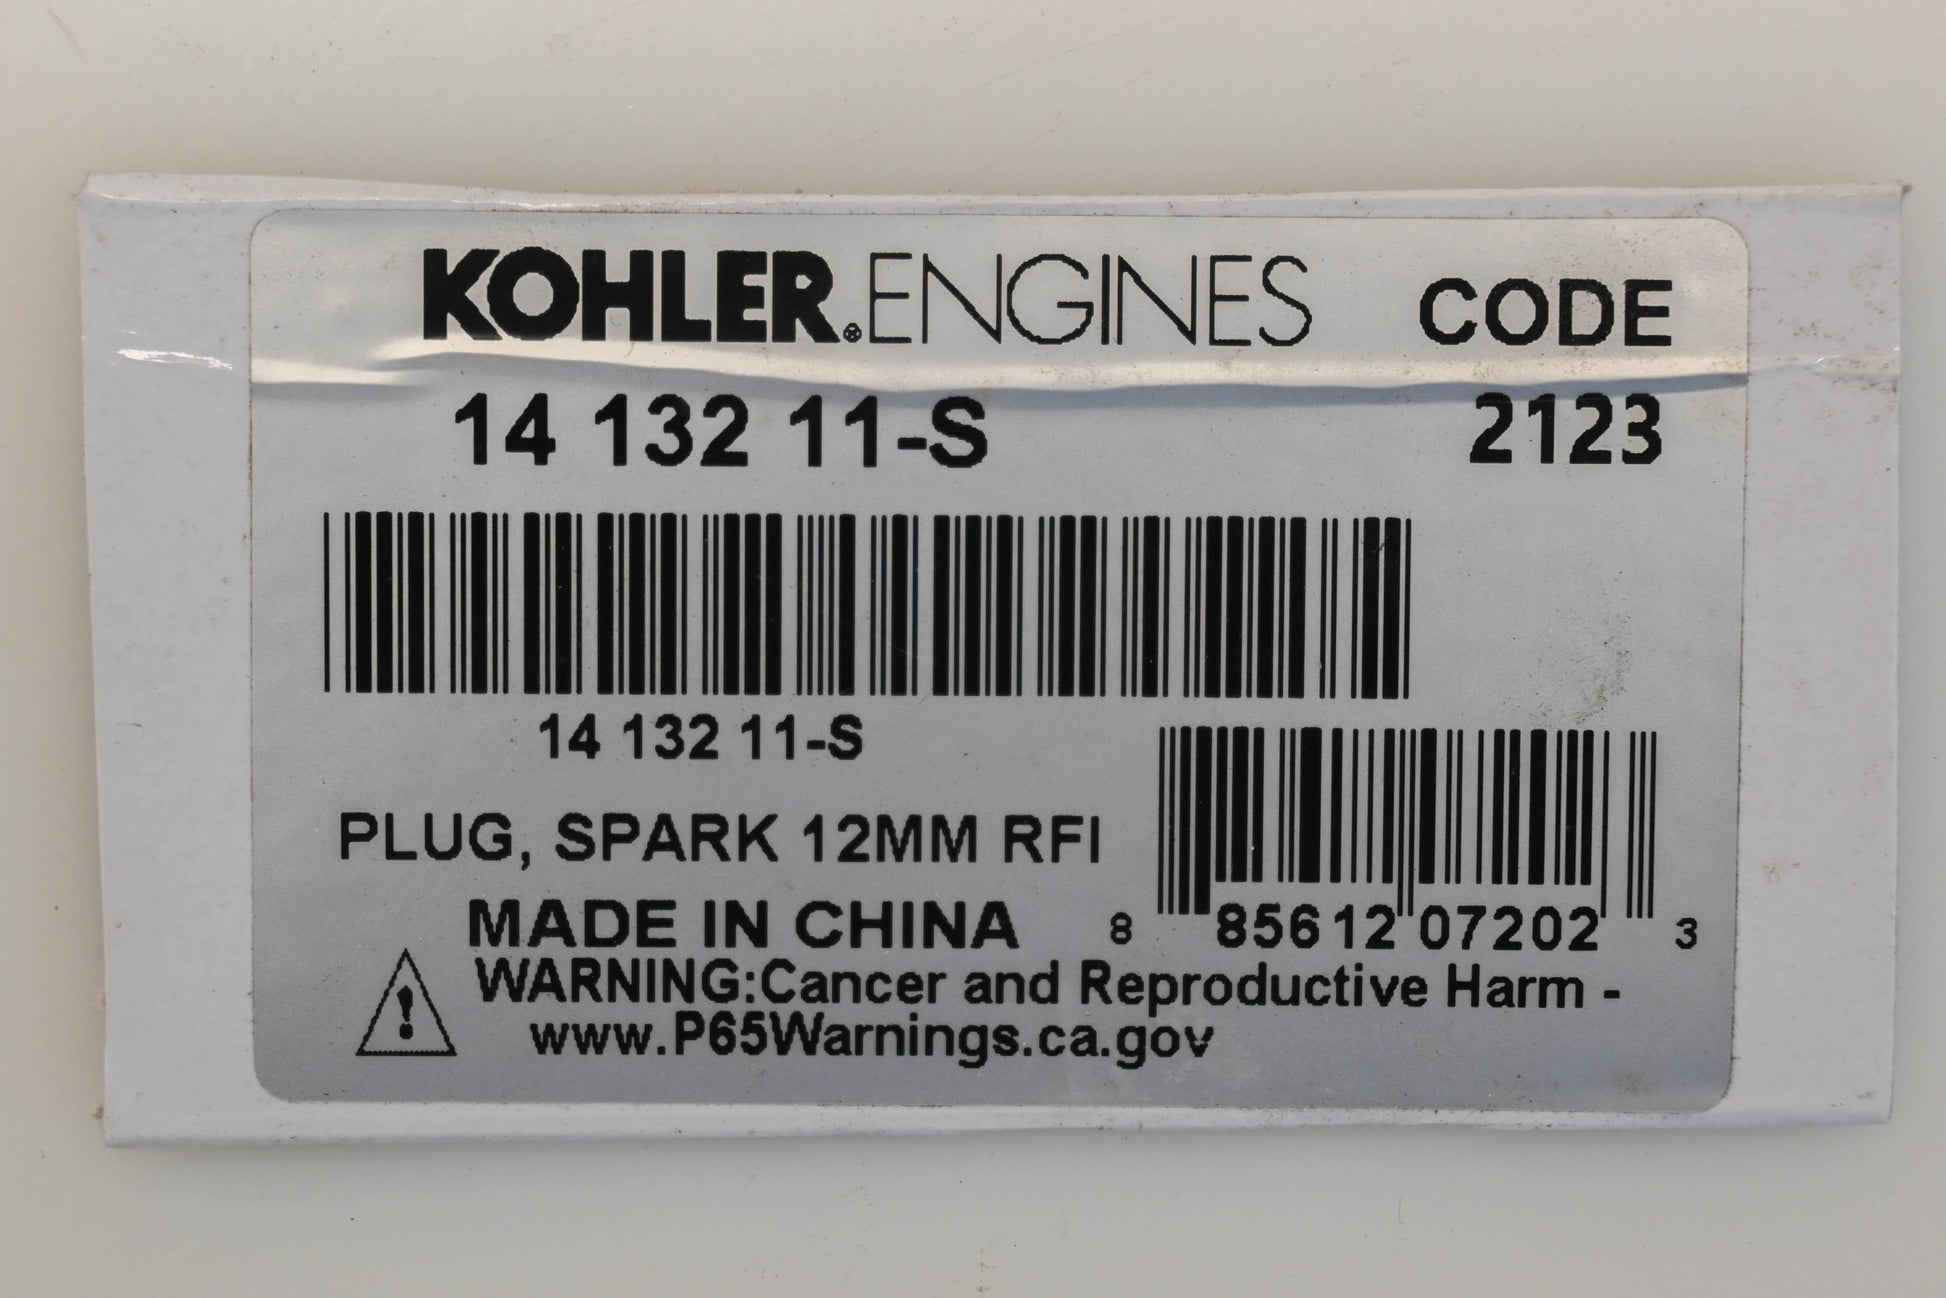 KOHLER® ENGINES CODE
14 132 11-S 2123
14 132 11-S
PLUG, SPARK 12MM RFI
MADE IN CHINA
8 85612 07202 3
WARNING:Cancer and Reproductive Harm -
www.P65Warnings.ca.gov